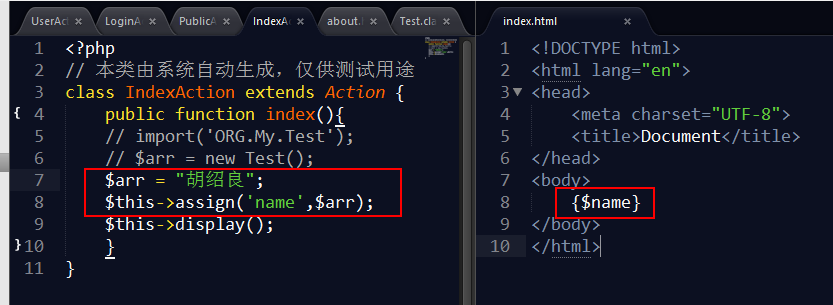 UserAct
LoginA
PublicA
IndexAc
about.
Test.cla
1 <?php
2 // 本类由系统自动生成，仅供测试用途
3 class IndexAction extends Action {
4 public function index(){
5 // import('ORG.My.Test');
6 // $arr = new Test();
7 $arr = "胡绍良";
8 $this->assign('name',$arr);
9 $this->display();
10 }
11 }
index.html
1 <!DOCTYPE html>
2 <html lang="en">
3 <head>
4 <meta charset="UTF-8">
5 <title>Document</title>
6 </head>
7 <body>
8 {$name}
9 </body>
10 </html>